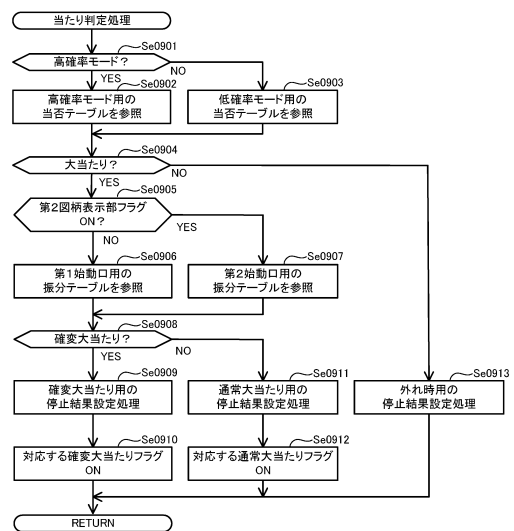 当たり判定処理
Se0901
高確率モード?
YES
NO
Se0902
高確率モード用の
当否テーブルを参照
Se0903
低確率モード用の
当否テーブルを参照
Se0904
大当たり?
YES
NO
Se0905
第2図柄表示部フラグ
ON?
NO
YES
Se0906
第1始動口用の
振分テーブルを参照
Se0907
第2始動口用の
振分テーブルを参照
Se0908
確変大当たり?
YES
NO
Se0909
確変大当たり用の
停止結果設定処理
Se0911
通常大当たり用の
停止結果設定処理
Se0913
外れ時用の
停止結果設定処理
Se0910
対応する確変大当たりフラグ
ON
Se0912
対応する通常大当たりフラグ
ON
RETURN